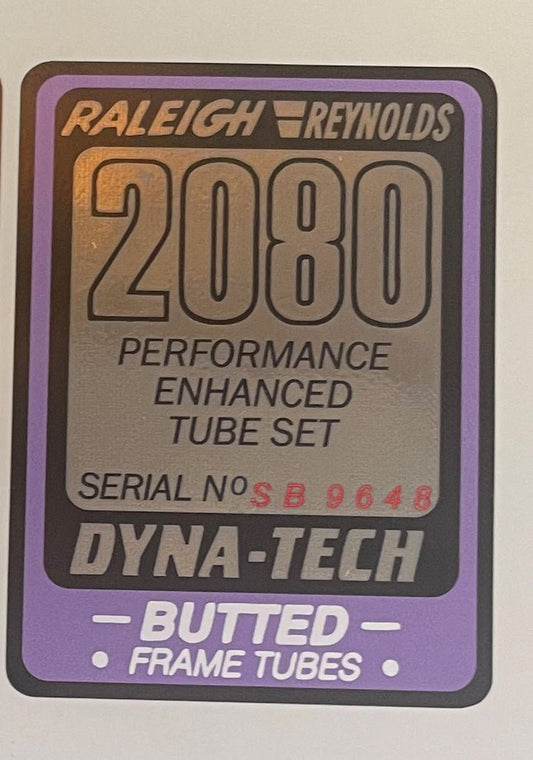 RALEIGH REYNOLDS
2080
PERFORMANCE
ENHANCED
TUBE SET
SERIAL Nº SB 9648
DYNA-TECH
– BUTTED –
• FRAME TUBES •